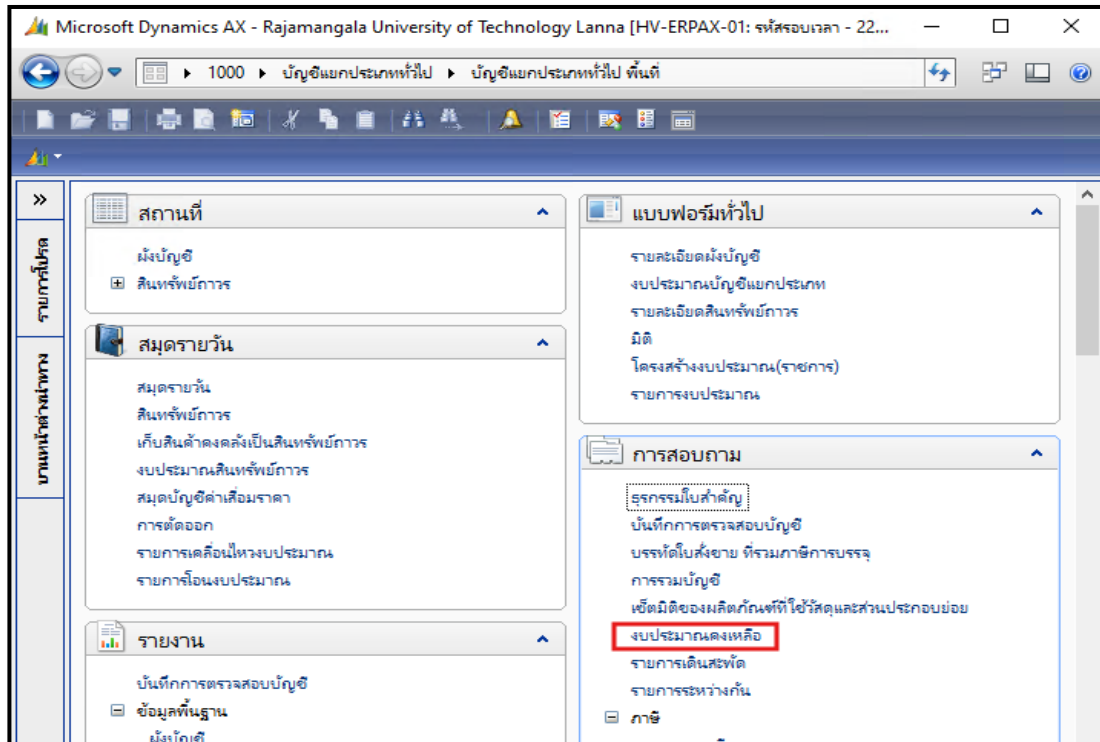 Microsoft Dynamics AX - Rajamangala University of Technology Lanna [HV-ERPAX-01: รหัสรอบเวลา - 22...
1000 บัญชีแยกประเภททั่วไป บัญชีแยกประเภททั่วไป พื้นที่
รายการโปรด
บานหน้าต่างนำทาง
สถานที่
ผังบัญชี
สินทรัพย์ถาวร
สมุดรายวัน
สมุดรายวัน
สินทรัพย์ถาวร
เก็บสินค้าคงคลังเป็นสินทรัพย์ถาวร
งบประมาณสินทรัพย์ถาวร
สมุดบัญชีค่าเสื่อมราคา
การตัดออก
รายการเคลื่อนไหวงบประมาณ
รายการโอนงบประมาณ
รายงาน
บันทึกการตรวจสอบบัญชี
ข้อมูลพื้นฐาน
ผังบัญชี
แบบฟอร์มทั่วไป
รายละเอียดผังบัญชี
งบประมาณบัญชีแยกประเภท
รายละเอียดสินทรัพย์ถาวร
มิติ
โครงสร้างงบประมาณ(ราชการ)
รายการงบประมาณ
การสอบถาม
ธุรกรรมใบสำคัญ
บันทึกการตรวจสอบบัญชี
บรรทัดใบสั่งขาย ที่รวมภาษีการบรรจุ
การรวมบัญชี
เซ็ตมิติของผลิตภัณฑ์ที่ใช้วัสดุและส่วนประกอบย่อย
งบประมาณคงเหลือ
รายการเดินสะพัด
รายการระหว่างกัน
ภาษี